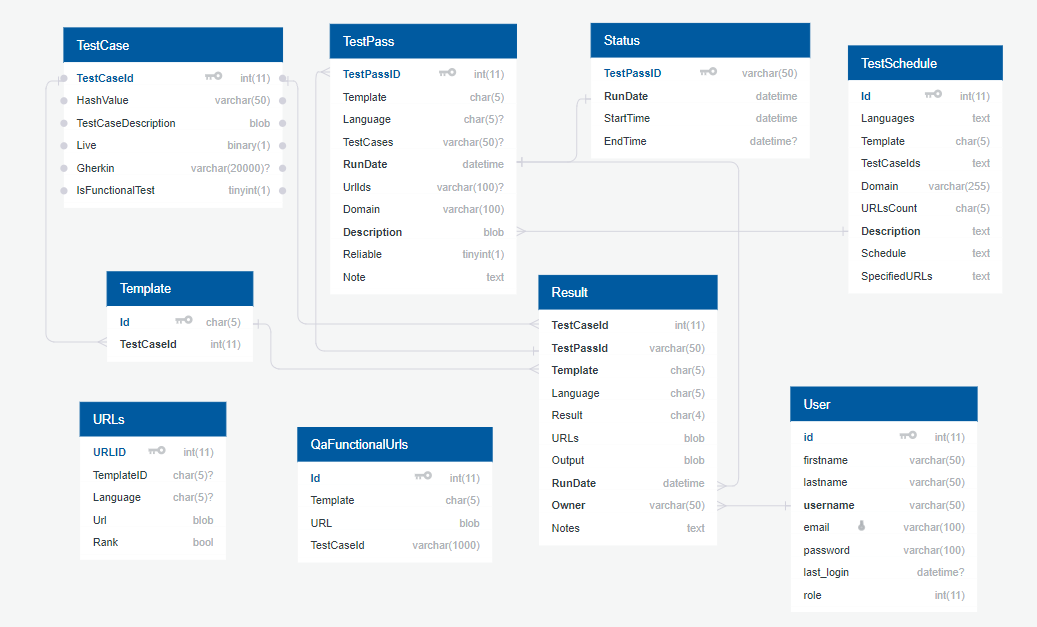 TestCase
TestCaseId int(11)
HashValue varchar(50)
TestCaseDescription blob
Live binary(1)
Gherkin varchar(20000)?
IsFunctionalTest tinyint(1)
TestPass
TestPassID int(11)
Template char(5)
Language char(5)?
TestCases varchar(50)?
RunDate datetime
UrlIds varchar(100)?
Domain varchar(100)
Description blob
Reliable tinyint(1)
Note text
Status
TestPassID varchar(50)
RunDate datetime
StartTime datetime
EndTime datetime?
TestSchedule
Id int(11)
Languages text
Template char(5)
TestCaseIds text
Domain varchar(255)
URLsCount char(5)
Description text
Schedule text
SpecifiedURLs text
Template
Id char(5)
TestCaseId int(11)
Result
TestCaseId int(11)
TestPassId varchar(50)
Template char(5)
Language char(5)
Result char(4)
URLs blob
Output blob
RunDate datetime
Owner varchar(50)
Notes text
URLs
URLID int(11)
TemplateID char(5)?
Language char(5)?
Url blob
Rank bool
QaFunctionalUrls
Id int(11)
Template char(5)
URL blob
TestCaseId varchar(1000)
User
id int(11)
firstname varchar(50)
lastname varchar(50)
username varchar(50)
email varchar(100)
password varchar(100)
last_login datetime?
role int(11)